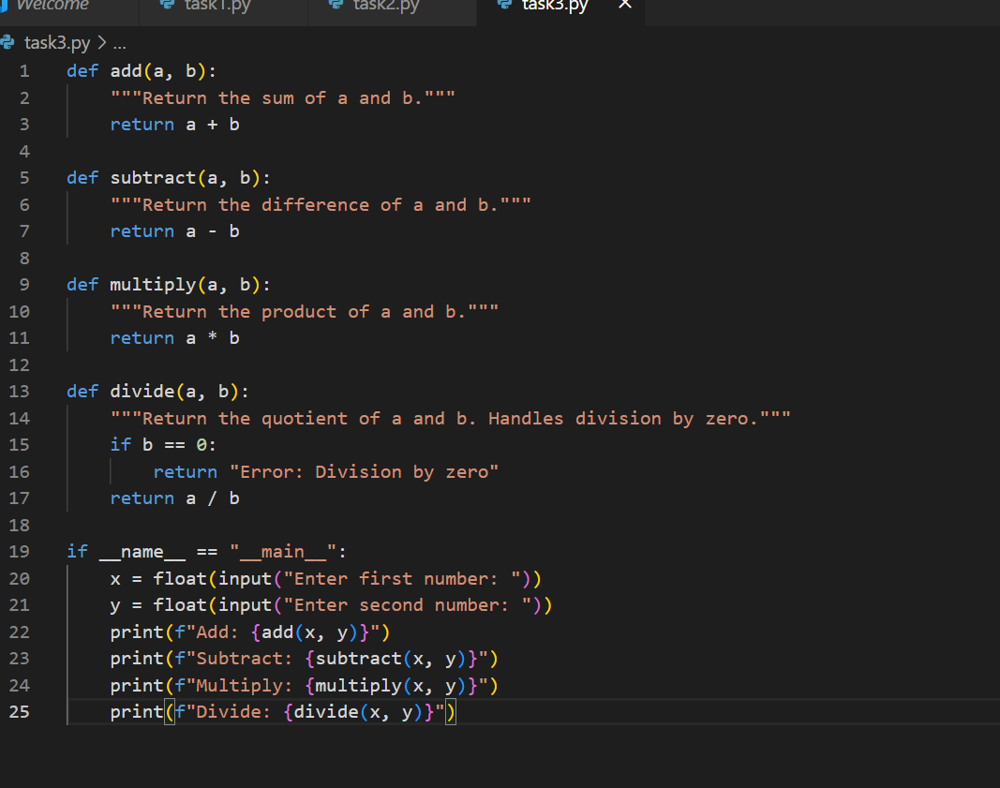 Welcome task1.py task2.py task3.py ×
task3.py > ...
1 def add(a, b):
2     """Return the sum of a and b."""
3     return a + b
4
5 def subtract(a, b):
6     """Return the difference of a and b."""
7     return a - b
8
9 def multiply(a, b):
10     """Return the product of a and b."""
11     return a * b
12
13 def divide(a, b):
14     """Return the quotient of a and b. Handles division by zero."""
15     if b == 0:
16         return "Error: Division by zero"
17     return a / b
18
19 if __name__ == "__main__":
20     x = float(input("Enter first number: "))
21     y = float(input("Enter second number: "))
22     print(f"Add: {add(x, y)}")
23     print(f"Subtract: {subtract(x, y)}")
24     print(f"Multiply: {multiply(x, y)}")
25     print(f"Divide: {divide(x, y)}")